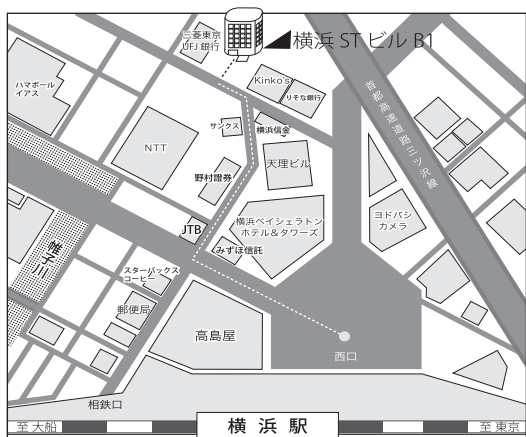 三菱東京
UFJ 銀行
横浜 ST ビル B1
ハマボール
イアス
Kinko's
りそな銀行
首都高速道路三ツ沢線
サンクス
横浜信金
NTT
天理ビル
野村證券
横浜ベイシェラトン
ホテル&タワーズ
ヨドバシ
カメラ
JTB
みずほ信託
帷子川
スターバックス
コーヒー
郵便局
高島屋
西口
相鉄口
至 大船
横浜駅
至 東京